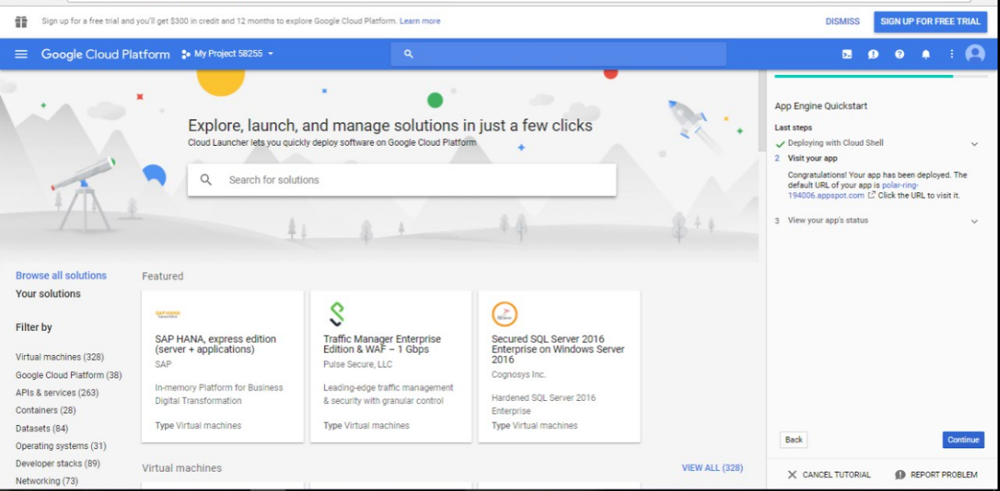 Sign up for a free trial and you'll get $300 in credit and 12 months to explore Google Cloud Platform. Learn more
DISMISS
SIGN UP FOR FREE TRIAL
Google Cloud Platform
My Project 58255
Explore, launch, and manage solutions in just a few clicks
Cloud Launcher lets you quickly deploy software on Google Cloud Platform
Search for solutions
Browse all solutions
Your solutions
Filter by
Virtual machines (328)
Google Cloud Platform (38)
APIs & services (263)
Containers (28)
Datasets (84)
Operating systems (31)
Developer stacks (89)
Networking (73)
Featured
SAP HANA
SAP HANA, express edition
(server + applications)
SAP
In-memory Platform for Business
Digital Transformation
Type Virtual machines
Traffic Manager Enterprise
Edition & WAF – 1 Gbps
Pulse Secure, LLC
Leading-edge traffic management
& security with granular control
Type Virtual machines
Secured SQL Server 2016
Enterprise on Windows Server
2016
Cognosys Inc.
Hardened SQL Server 2016
Enterprise
Type Virtual machines
Virtual machines
VIEW ALL (328)
App Engine Quickstart
Last steps
Deploying with Cloud Shell
2 Visit your app
Congratulations! Your app has been deployed. The
default URL of your app is polar-ring-
194006.appspot.com Click the URL to visit it.
3 View your app's status
Back
Continue
CANCEL TUTORIAL
REPORT PROBLEM